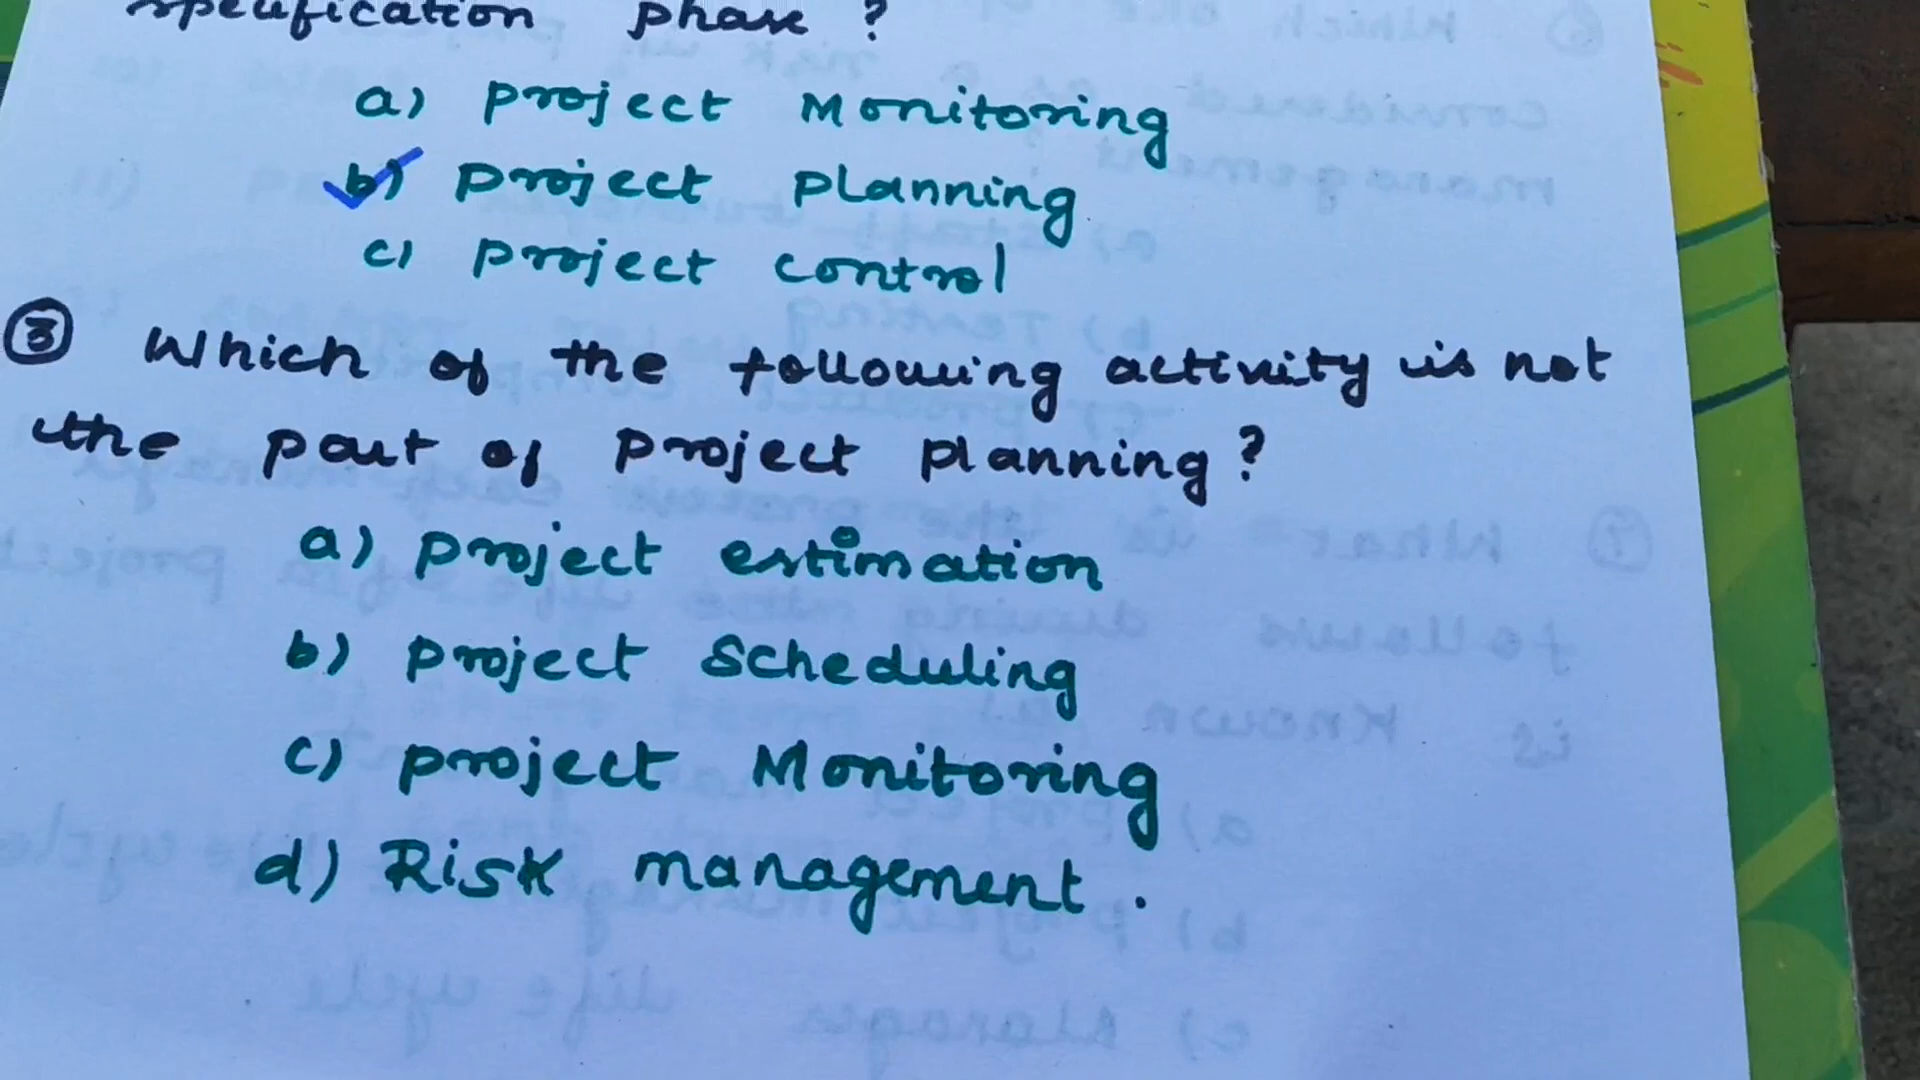 specification phase ?
a) project Monitoring
b) project planning
c) project control
③ Which of the following activity is not
the part of project planning ?
a) project estimation
b) project scheduling
c) project Monitoring
d) Risk management .